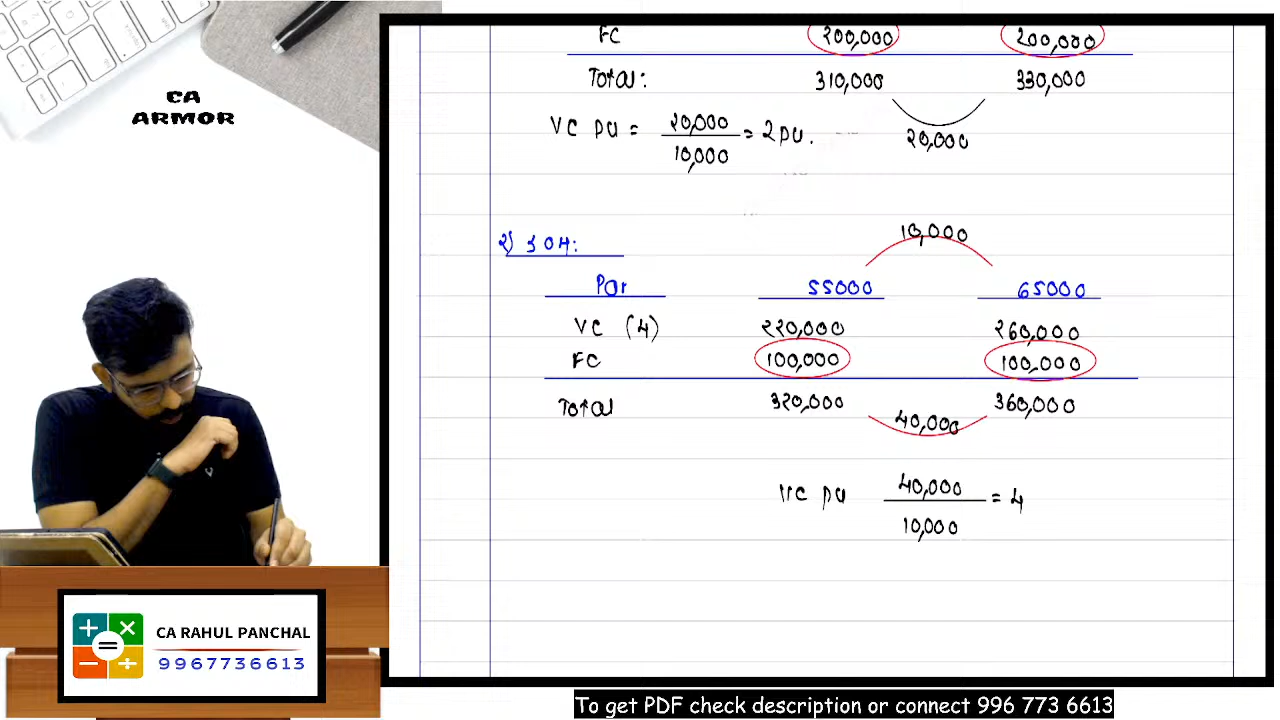 CA
ARMOR
FC 200,000 200,000
Total: 310,000 330,000
VC pu = 20,000 / 10,000 = 2 pu. 20,000
10,000
Par 55000 65000
VC (4) 220,000 260,000
FC 100,000 100,000
Total 320,000 360,000
40,000
VC pu 40,000 / 10,000 = 4
CA RAHUL PANCHAL
9967736613
To get PDF check description or connect 996 773 6613